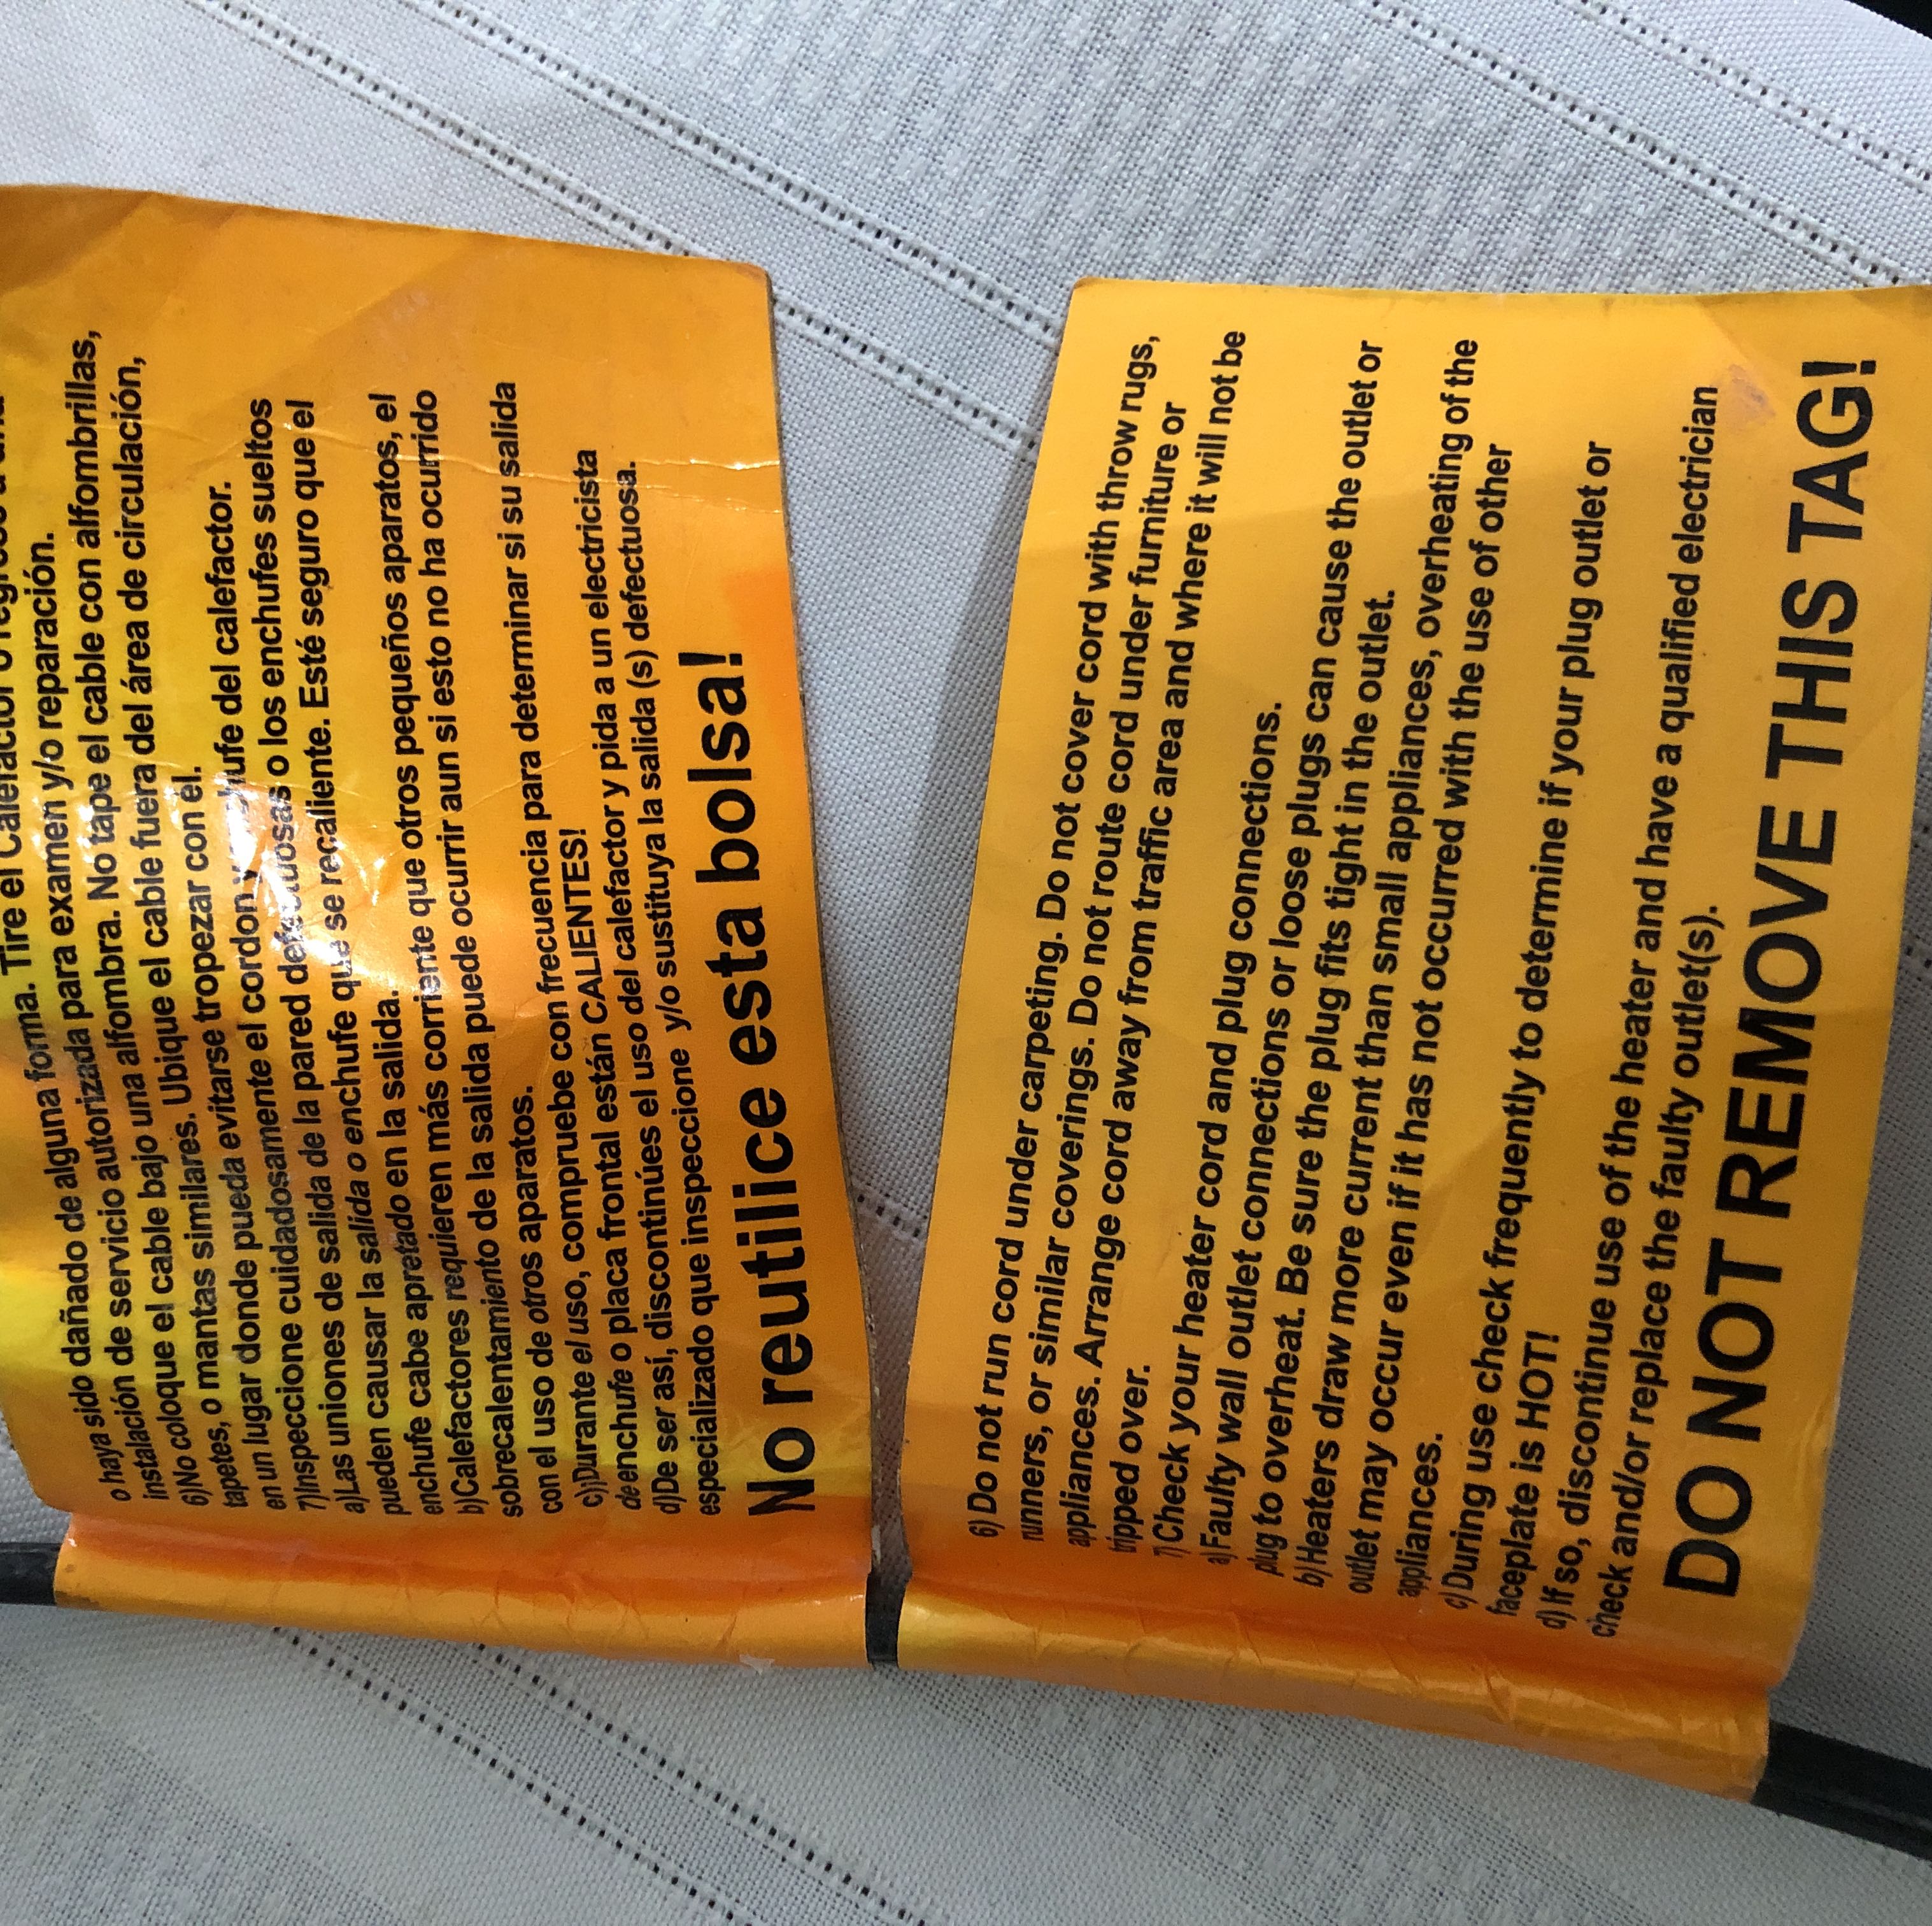 forma. Tire el Calefactor o regrese a una
o haya sido dañado de alguna
instalación de servicio autorizada para examen y/o reparación.
6)No coloque el cable bajo una alfombra. No tape el cable con alfombrillas,
tapetes, o mantas similares. Ubique el cable fuera del área de circulación,
en un lugar donde pueda evitarse tropezar con el.
7)Inspeccione cuidadosamente el cordon y enchufe del calefactor.
a)Las uniones de salida de la pared defectuosas o los enchufes sueltos
pueden causar la salida o enchufe que se recaliente. Esté seguro que el
enchufe cabe apretado en la salida.
b)Calefactores requieren más corriente que otros pequeños aparatos, el
sobrecalentamiento de la salida puede ocurrir aun si esto no ha ocurrido
con el uso de otros aparatos.
c)Durante el uso, compruebe con frecuencia para determinar si su salida
de enchufe o placa frontal están CALIENTES!
d)De ser así, discontinúes el uso del calefactor y pida a un electricista
especializado que inspeccione y/o sustituya la salida (s) defectuosa.
No reutilice esta bolsa!
6) Do not run cord under carpeting. Do not cover cord with throw rugs,
runners, or similar coverings. Do not route cord under furniture or
appliances. Arrange cord away from traffic area and where it will not be
tripped over.
7) Check your heater cord and plug connections.
a) Faulty wall outlet connections or loose plugs can cause the outlet or
plug to overheat. Be sure the plug fits tight in the outlet.
b) Heaters draw more current than small appliances, overheating of the
outlet may occur even if it has not occurred with the use of other
appliances.
c) During use check frequently to determine if your plug outlet or
faceplate is HOT!
d) If so, discontinue use of the heater and have a qualified electrician
check and/or replace the faulty outlet(s).
DO NOT REMOVE THIS TAG!